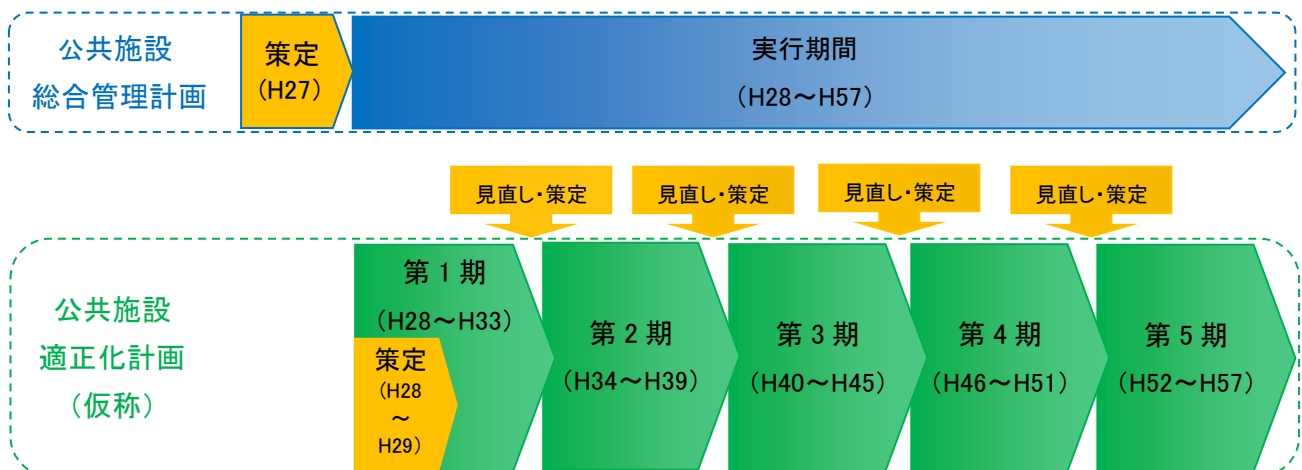 公共施設
総合管理計画
策定
(H27)
実行期間
(H28～H57)
見直し・策定
見直し・策定
見直し・策定
見直し・策定
公共施設
適正化計画
(仮称)
第1期
(H28～H33)
策定
(H28
～
H29)
第2期
(H34～H39)
第3期
(H40～H45)
第4期
(H46～H51)
第5期
(H52～H57)